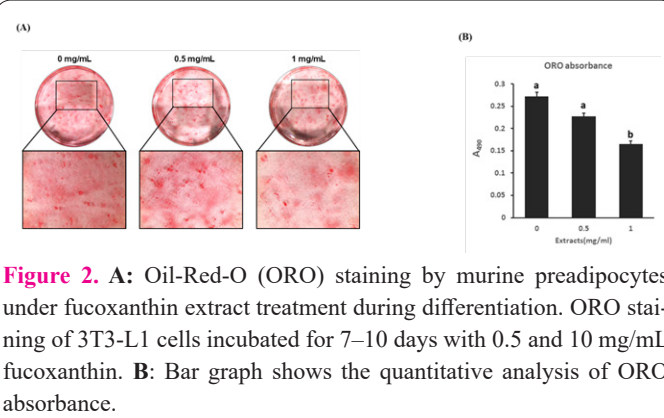 (A)
0 mg/mL 0.5 mg/mL 1 mg/mL
(B)
ORO absorbance
0.3
0.25
0.2
0.15
0.1
0.05
0
a a b
A490
0 0.5 1
Extracts(mg/ml)
Figure 2. A: Oil-Red-O (ORO) staining by murine preadipocytes
under fucoxanthin extract treatment during differentiation. ORO stai-
ning of 3T3-L1 cells incubated for 7–10 days with 0.5 and 10 mg/mL
fucoxanthin. B: Bar graph shows the quantitative analysis of ORO
absorbance.